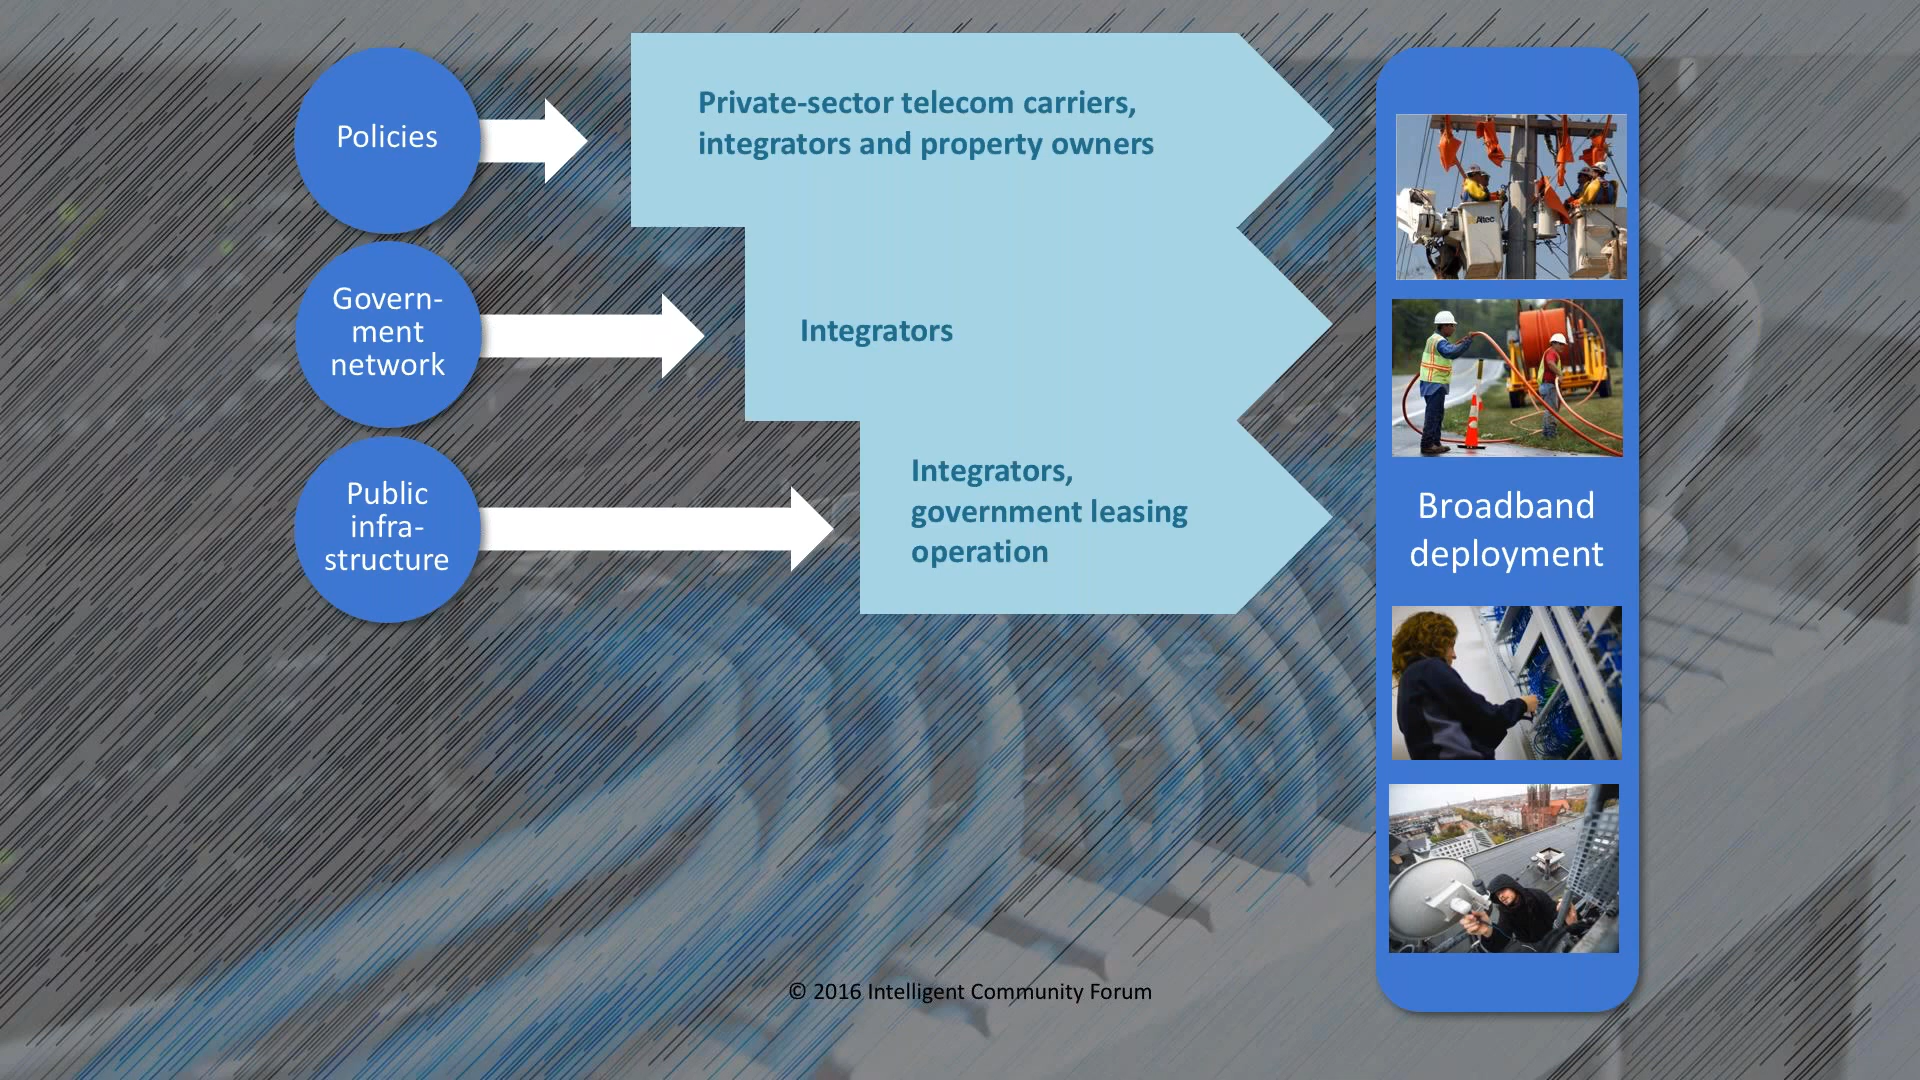 Policies
Private-sector telecom carriers,
integrators and property owners
Altec
Govern-
ment
network
Integrators
Public
infra-
structure
Integrators,
government leasing
operation
Broadband
deployment
© 2016 Intelligent Community Forum